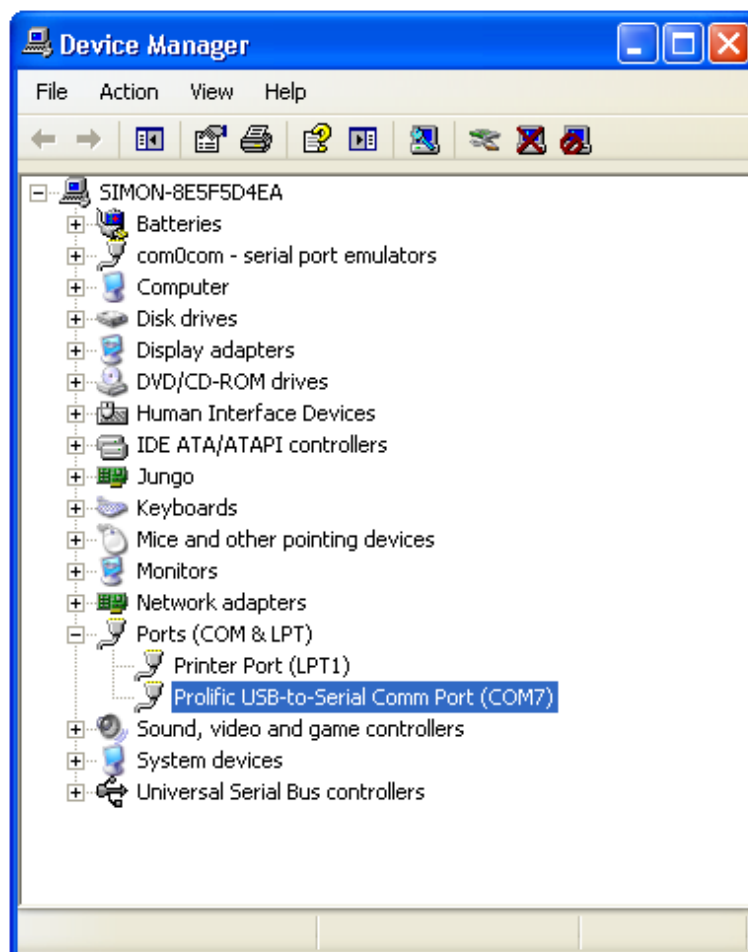 Device Manager
File Action View Help
SIMON-8E5F5D4EA
Batteries
com0com - serial port emulators
Computer
Disk drives
Display adapters
DVD/CD-ROM drives
Human Interface Devices
IDE ATA/ATAPI controllers
Jungo
Keyboards
Mice and other pointing devices
Monitors
Network adapters
Ports (COM & LPT)
Printer Port (LPT1)
Prolific USB-to-Serial Comm Port (COM7)
Sound, video and game controllers
System devices
Universal Serial Bus controllers